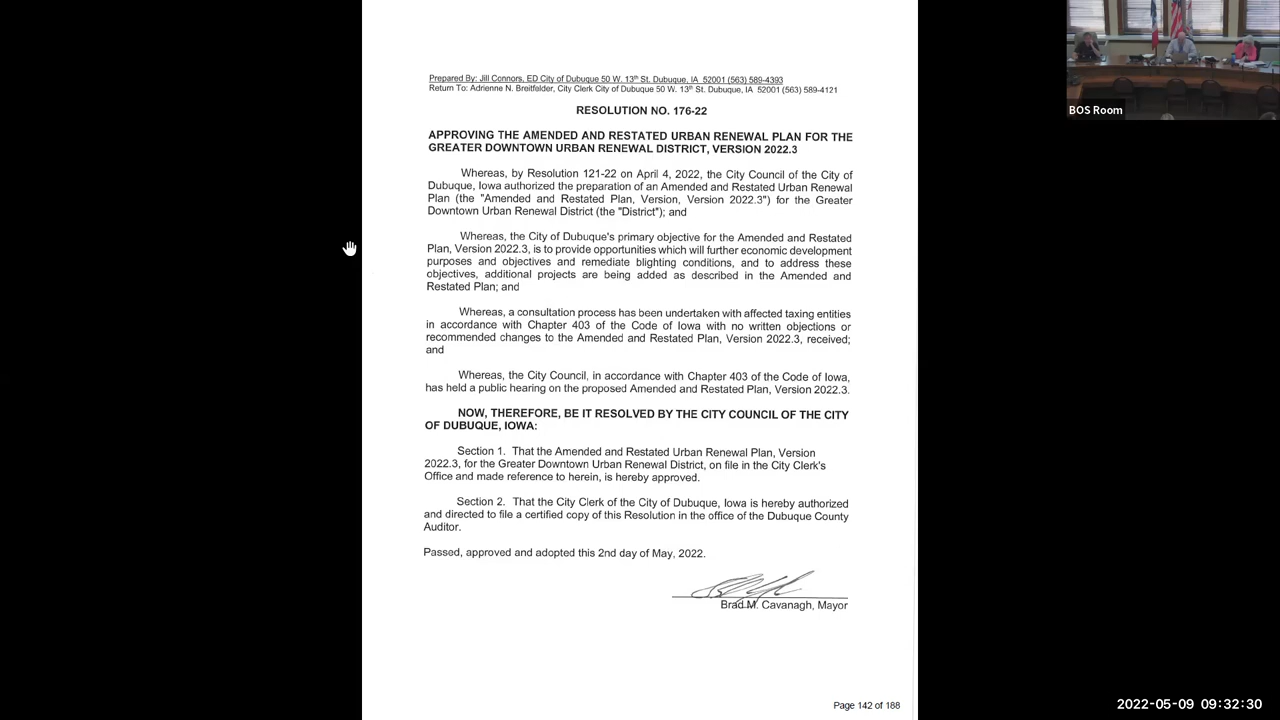 Prepared By: Jill Connors, ED City of Dubuque 50 W. 13th St. Dubuque, IA 52001 (563) 589-4393
Return To: Adrienne N. Breitfelder, City Clerk City of Dubuque 50 W. 13th St. Dubuque, IA 52001 (563) 589-4121
RESOLUTION NO. 176-22
APPROVING THE AMENDED AND RESTATED URBAN RENEWAL PLAN FOR THE
GREATER DOWNTOWN URBAN RENEWAL DISTRICT, VERSION 2022.3
Whereas, by Resolution 121-22 on April 4, 2022, the City Council of the City of
Dubuque, Iowa authorized the preparation of an Amended and Restated Urban Renewal
Plan (the "Amended and Restated Plan, Version, Version 2022.3") for the Greater
Downtown Urban Renewal District (the "District"); and
Whereas, the City of Dubuque's primary objective for the Amended and Restated
Plan, Version 2022.3, is to provide opportunities which will further economic development
purposes and objectives and remediate blighting conditions, and to address these
objectives, additional projects are being added as described in the Amended and
Restated Plan; and
Whereas, a consultation process has been undertaken with affected taxing entities
in accordance with Chapter 403 of the Code of Iowa with no written objections or
recommended changes to the Amended and Restated Plan, Version 2022.3, received;
and
Whereas, the City Council, in accordance with Chapter 403 of the Code of Iowa,
has held a public hearing on the proposed Amended and Restated Plan, Version 2022.3.
NOW, THEREFORE, BE IT RESOLVED BY THE CITY COUNCIL OF THE CITY
OF DUBUQUE, IOWA:
Section 1. That the Amended and Restated Urban Renewal Plan, Version
2022.3, for the Greater Downtown Urban Renewal District, on file in the City Clerk's
Office and made reference to herein, is hereby approved.
Section 2. That the City Clerk of the City of Dubuque, Iowa is hereby authorized
and directed to file a certified copy of this Resolution in the office of the Dubuque County
Auditor.
Passed, approved and adopted this 2nd day of May, 2022.
Brad M. Cavanagh, Mayor
Page 142 of 188
BOS Room
2022-05-09 09:32:30